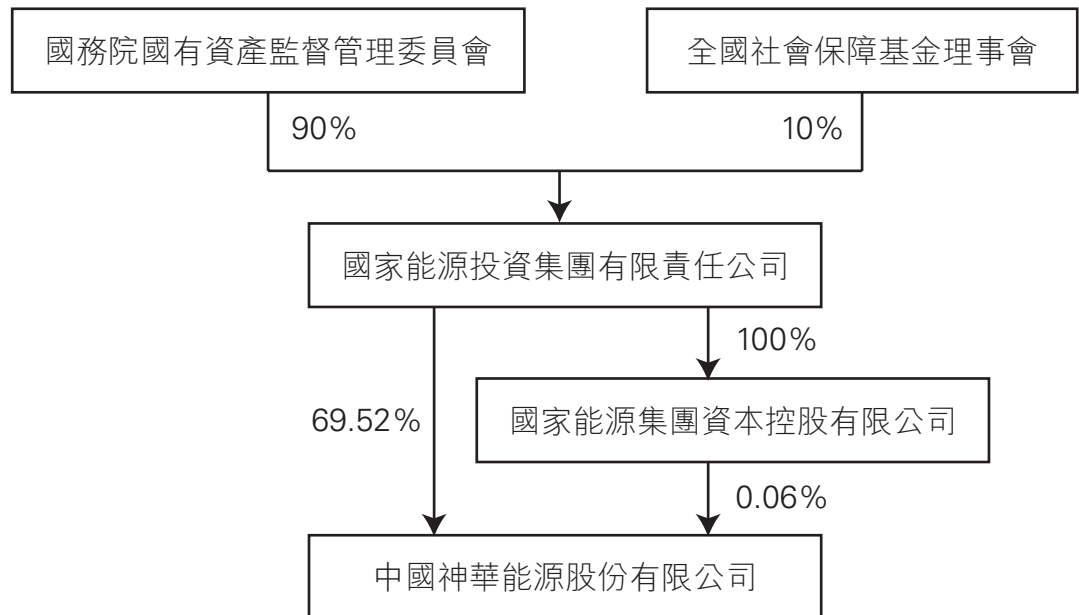 國務院國有資產監督管理委員會
全國社會保障基金理事會
90%
10%
國家能源投資集團有限責任公司
100%
69.52%
國家能源集團資本控股有限公司
0.06%
中國神華能源股份有限公司